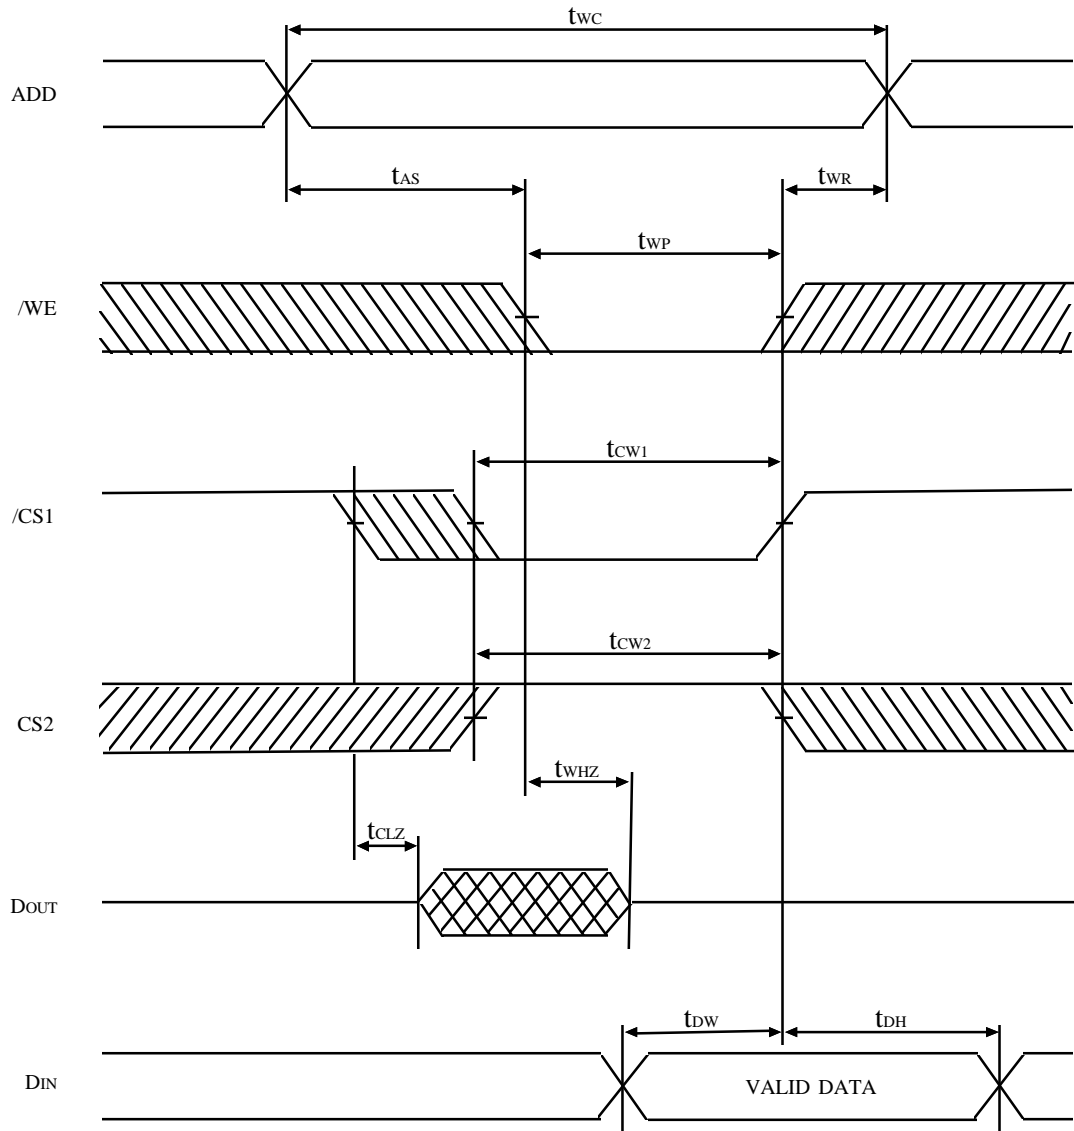 tWC
ADD
tAS
tWR
tWP
/WE
tCW1
/CS1
tCW2
CS2
tWHZ
tCLZ
DOUT
tDW
tDH
DIN
VALID DATA